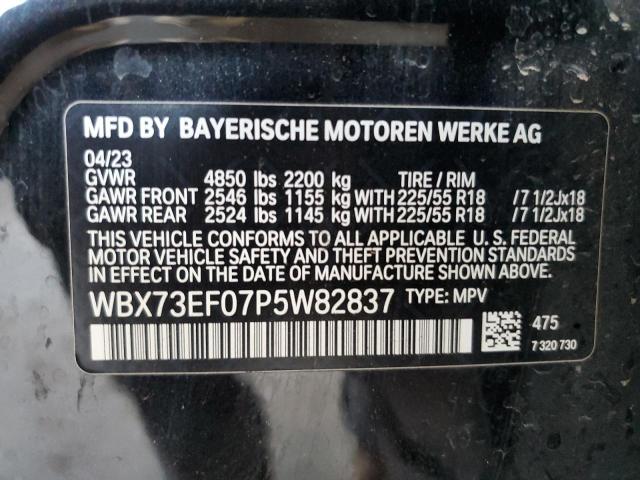 MFD BY BAYERISCHE MOTOREN WERKE AG
04/23
GVWR 4850 lbs 2200 kg TIRE / RIM
GAWR FRONT 2546 lbs 1155 kg WITH 225/55 R18 /7 1/2Jx18
GAWR REAR 2524 lbs 1145 kg WITH 225/55 R18 /7 1/2Jx18
THIS VEHICLE CONFORMS TO ALL APPLICABLE U. S. FEDERAL
MOTOR VEHICLE SAFETY AND THEFT PREVENTION STANDARDS
IN EFFECT ON THE DATE OF MANUFACTURE SHOWN ABOVE.
WBX73EF07P5W82837 TYPE: MPV
475
7 320 730